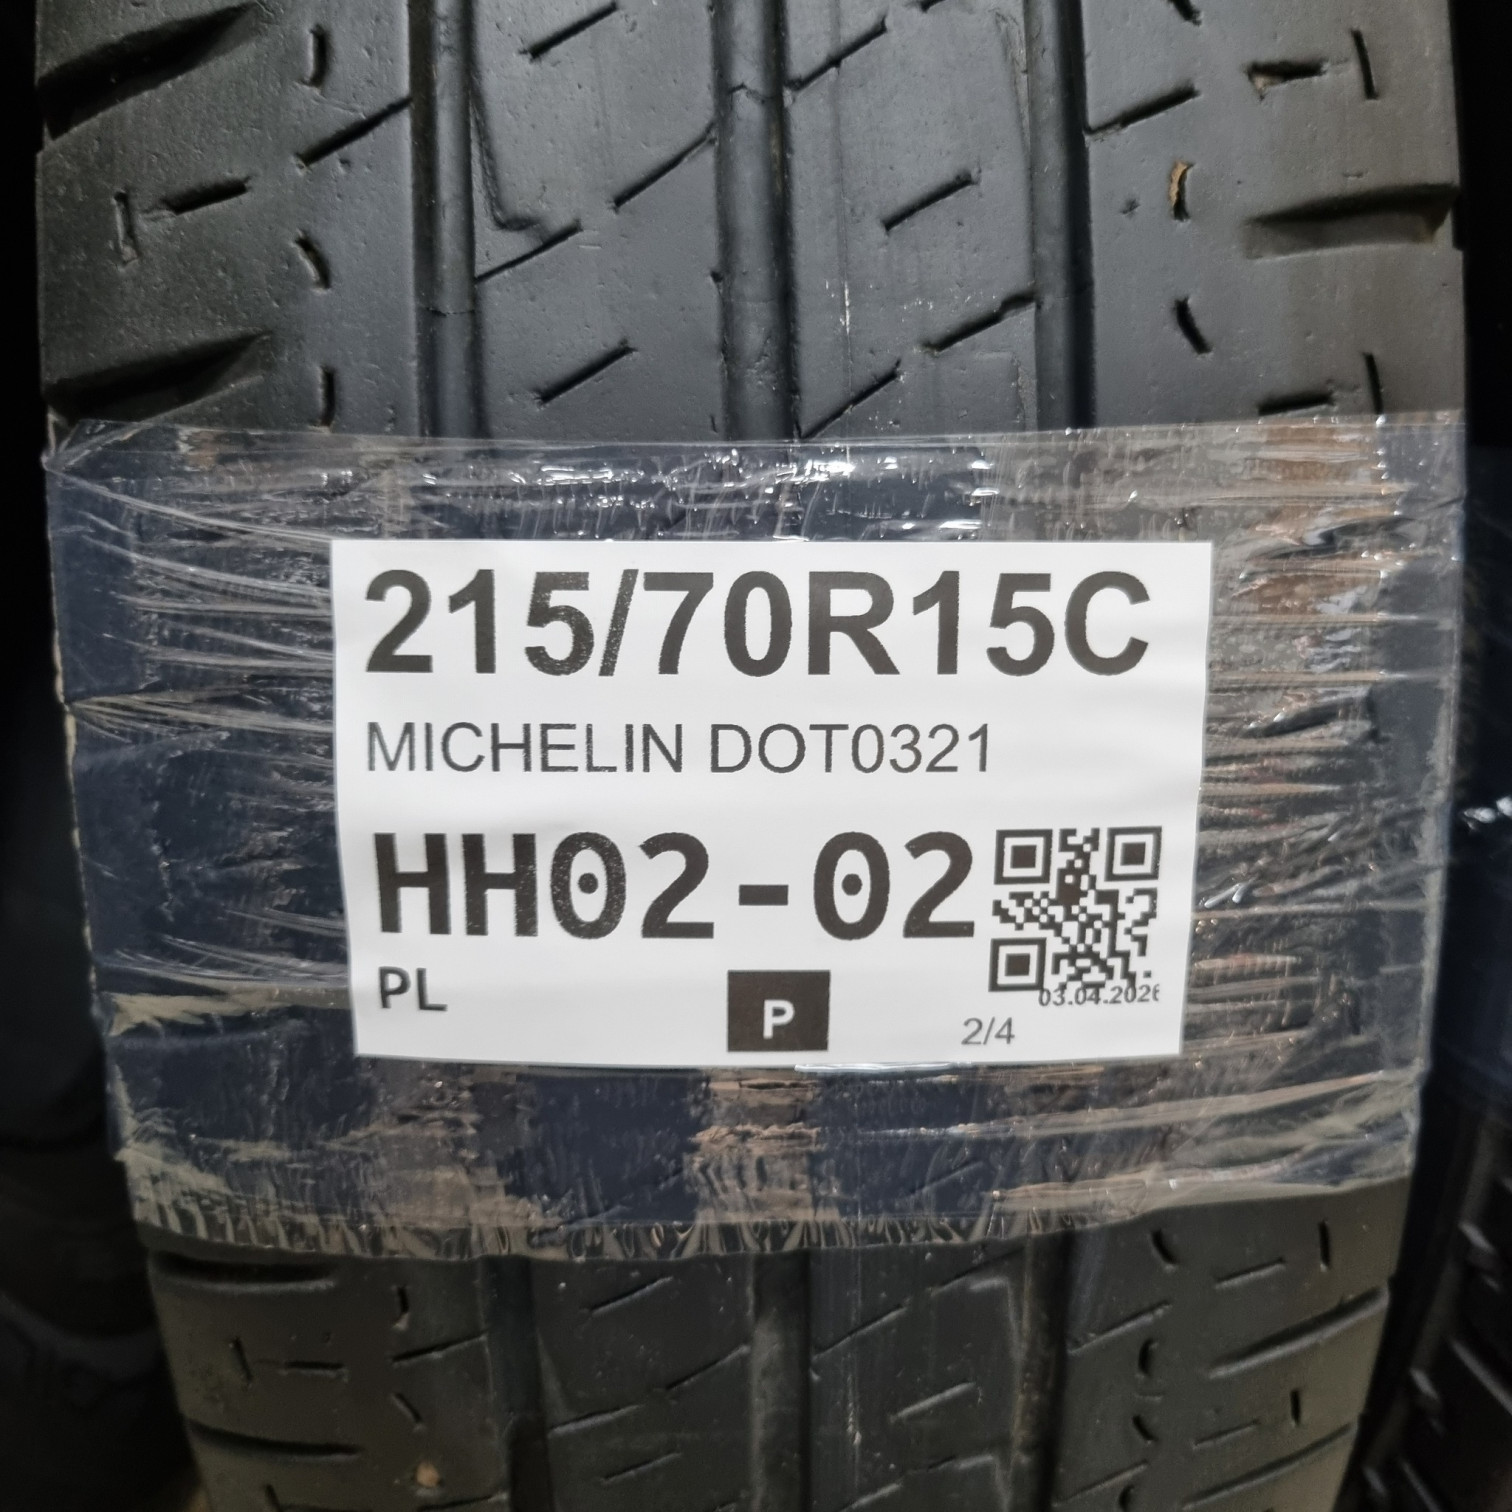 215/70R15C
MICHELIN DOT0321
HH02-02
PL
P
03.04.2026
2/4